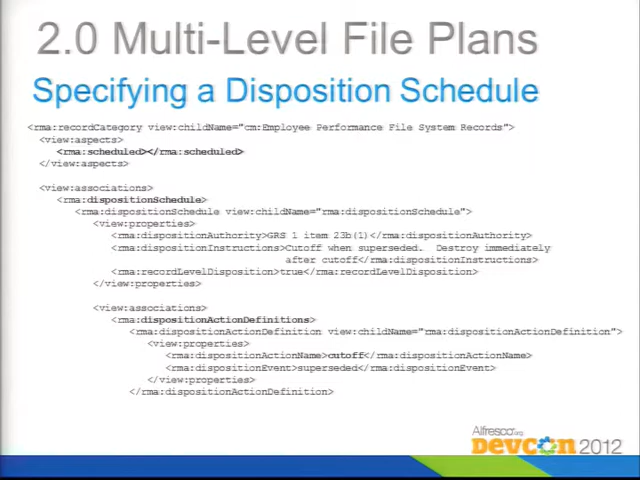 2.0 Multi-Level File Plans
Specifying a Disposition Schedule
<rma:recordCategory view:childName="cm:Employee Performance File System Records">
<view:aspects>
<rma:scheduled></rma:scheduled>
</view:aspects>
<view:associations>
<rma:dispositionSchedule>
<rma:dispositionSchedule view:childName="rma:dispositionSchedule">
<view:properties>
<rma:dispositionAuthority>GRS 1 item 23b(1)</rma:dispositionAuthority>
<rma:dispositionInstructions>Cutoff when superseded. Destroy immediately
after cutoff</rma:dispositionInstructions>
<rma:recordLevelDisposition>true</rma:recordLevelDisposition>
</view:properties>
<view:associations>
<rma:dispositionActionDefinitions>
<rma:dispositionActionDefinition view:childName="rma:dispositionActionDefinition">
<view:properties>
<rma:dispositionActionName>cutoff</rma:dispositionActionName>
<rma:dispositionEvent>superseded</rma:dispositionEvent>
</view:properties>
</rma:dispositionActionDefinition>
Alfresco.org
DEVCON 2012